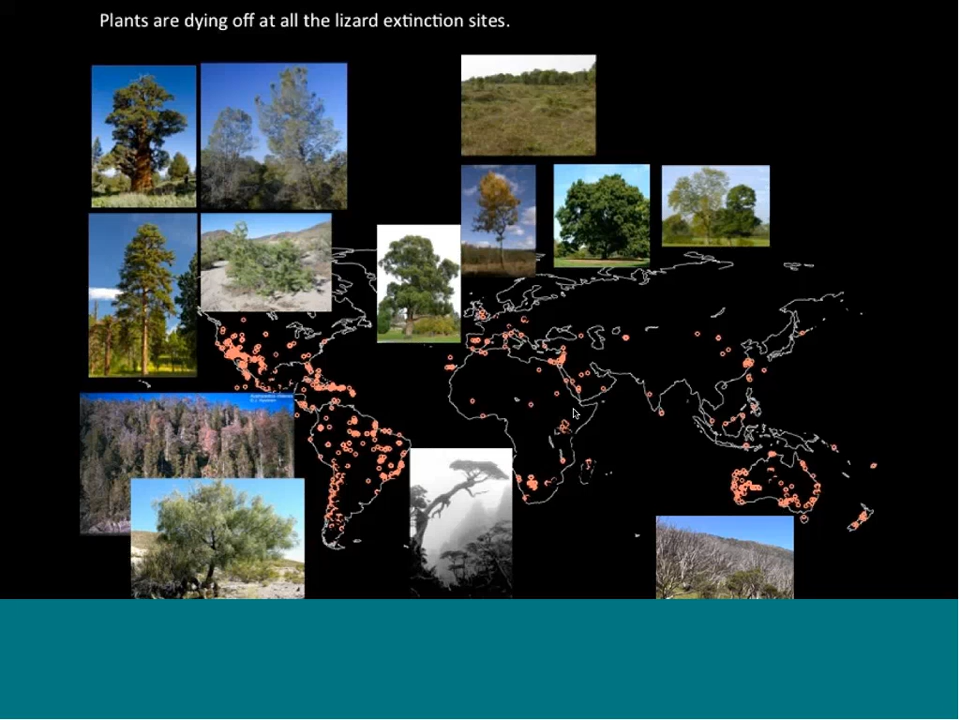 Plants are dying off at all the lizard extinction sites.